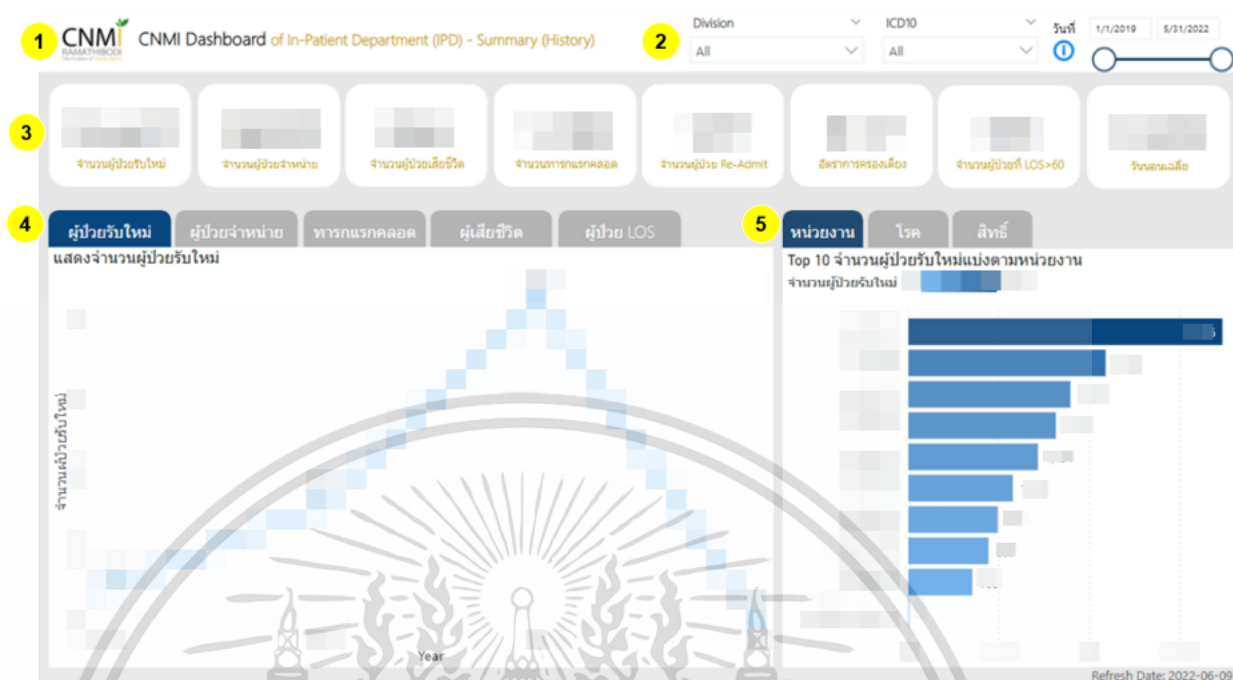 1
CNMI
RAMATHIBODI
CNMI Dashboard of In-Patient Department (IPD) - Summary (History)
2
Division
All
ICD10
All
วันที่
1/1/2019
5/31/2022
3
จำนวนผู้ป่วยรับใหม่
จำนวนผู้ป่วยจำหน่าย
จำนวนผู้ป่วยเสียชีวิต
จำนวนทารกแรกคลอด
จำนวนผู้ป่วย Re-Admit
อัตราการครองเตียง
จำนวนผู้ป่วยที่ LOS>60
วันนอนเฉลี่ย
4
ผู้ป่วยรับใหม่
ผู้ป่วยจำหน่าย
ทารกแรกคลอด
ผู้เสียชีวิต
ผู้ป่วย LOS
แสดงจำนวนผู้ป่วยรับใหม่
จำนวนผู้ป่วยรับใหม่
Year
5
หน่วยงาน
โรค
สิทธิ์
Top 10 จำนวนผู้ป่วยรับใหม่แบ่งตามหน่วยงาน
จำนวนผู้ป่วยรับใหม่
Refresh Date: 2022-06-09